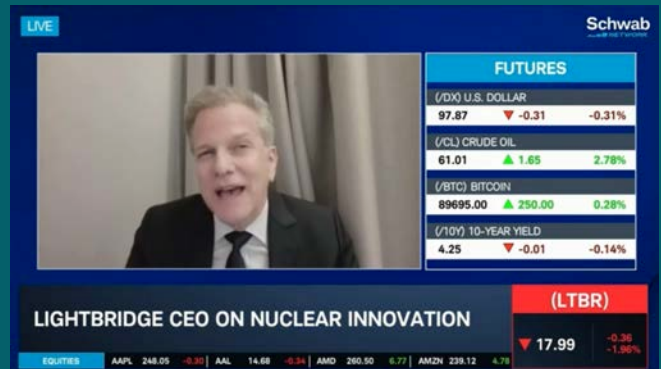 LIVE
Schwab
NETWORK
FUTURES
(/DX) U.S. DOLLAR
97.87 ▼ -0.31 -0.31%
(/CL) CRUDE OIL
61.01 ▲ 1.65 2.78%
(/BTC) BITCOIN
89695.00 ▲ 250.00 0.28%
(/10Y) 10-YEAR YIELD
4.25 ▼ -0.01 -0.14%
LIGHTBRIDGE CEO ON NUCLEAR INNOVATION
(LTBR)
▼ 17.99 -0.36
-1.96%
EQUITIES AAPL 248.05 -0.30 AAL 14.68 -0.34 AMD 260.50 6.77 AMZN 239.12 4.78